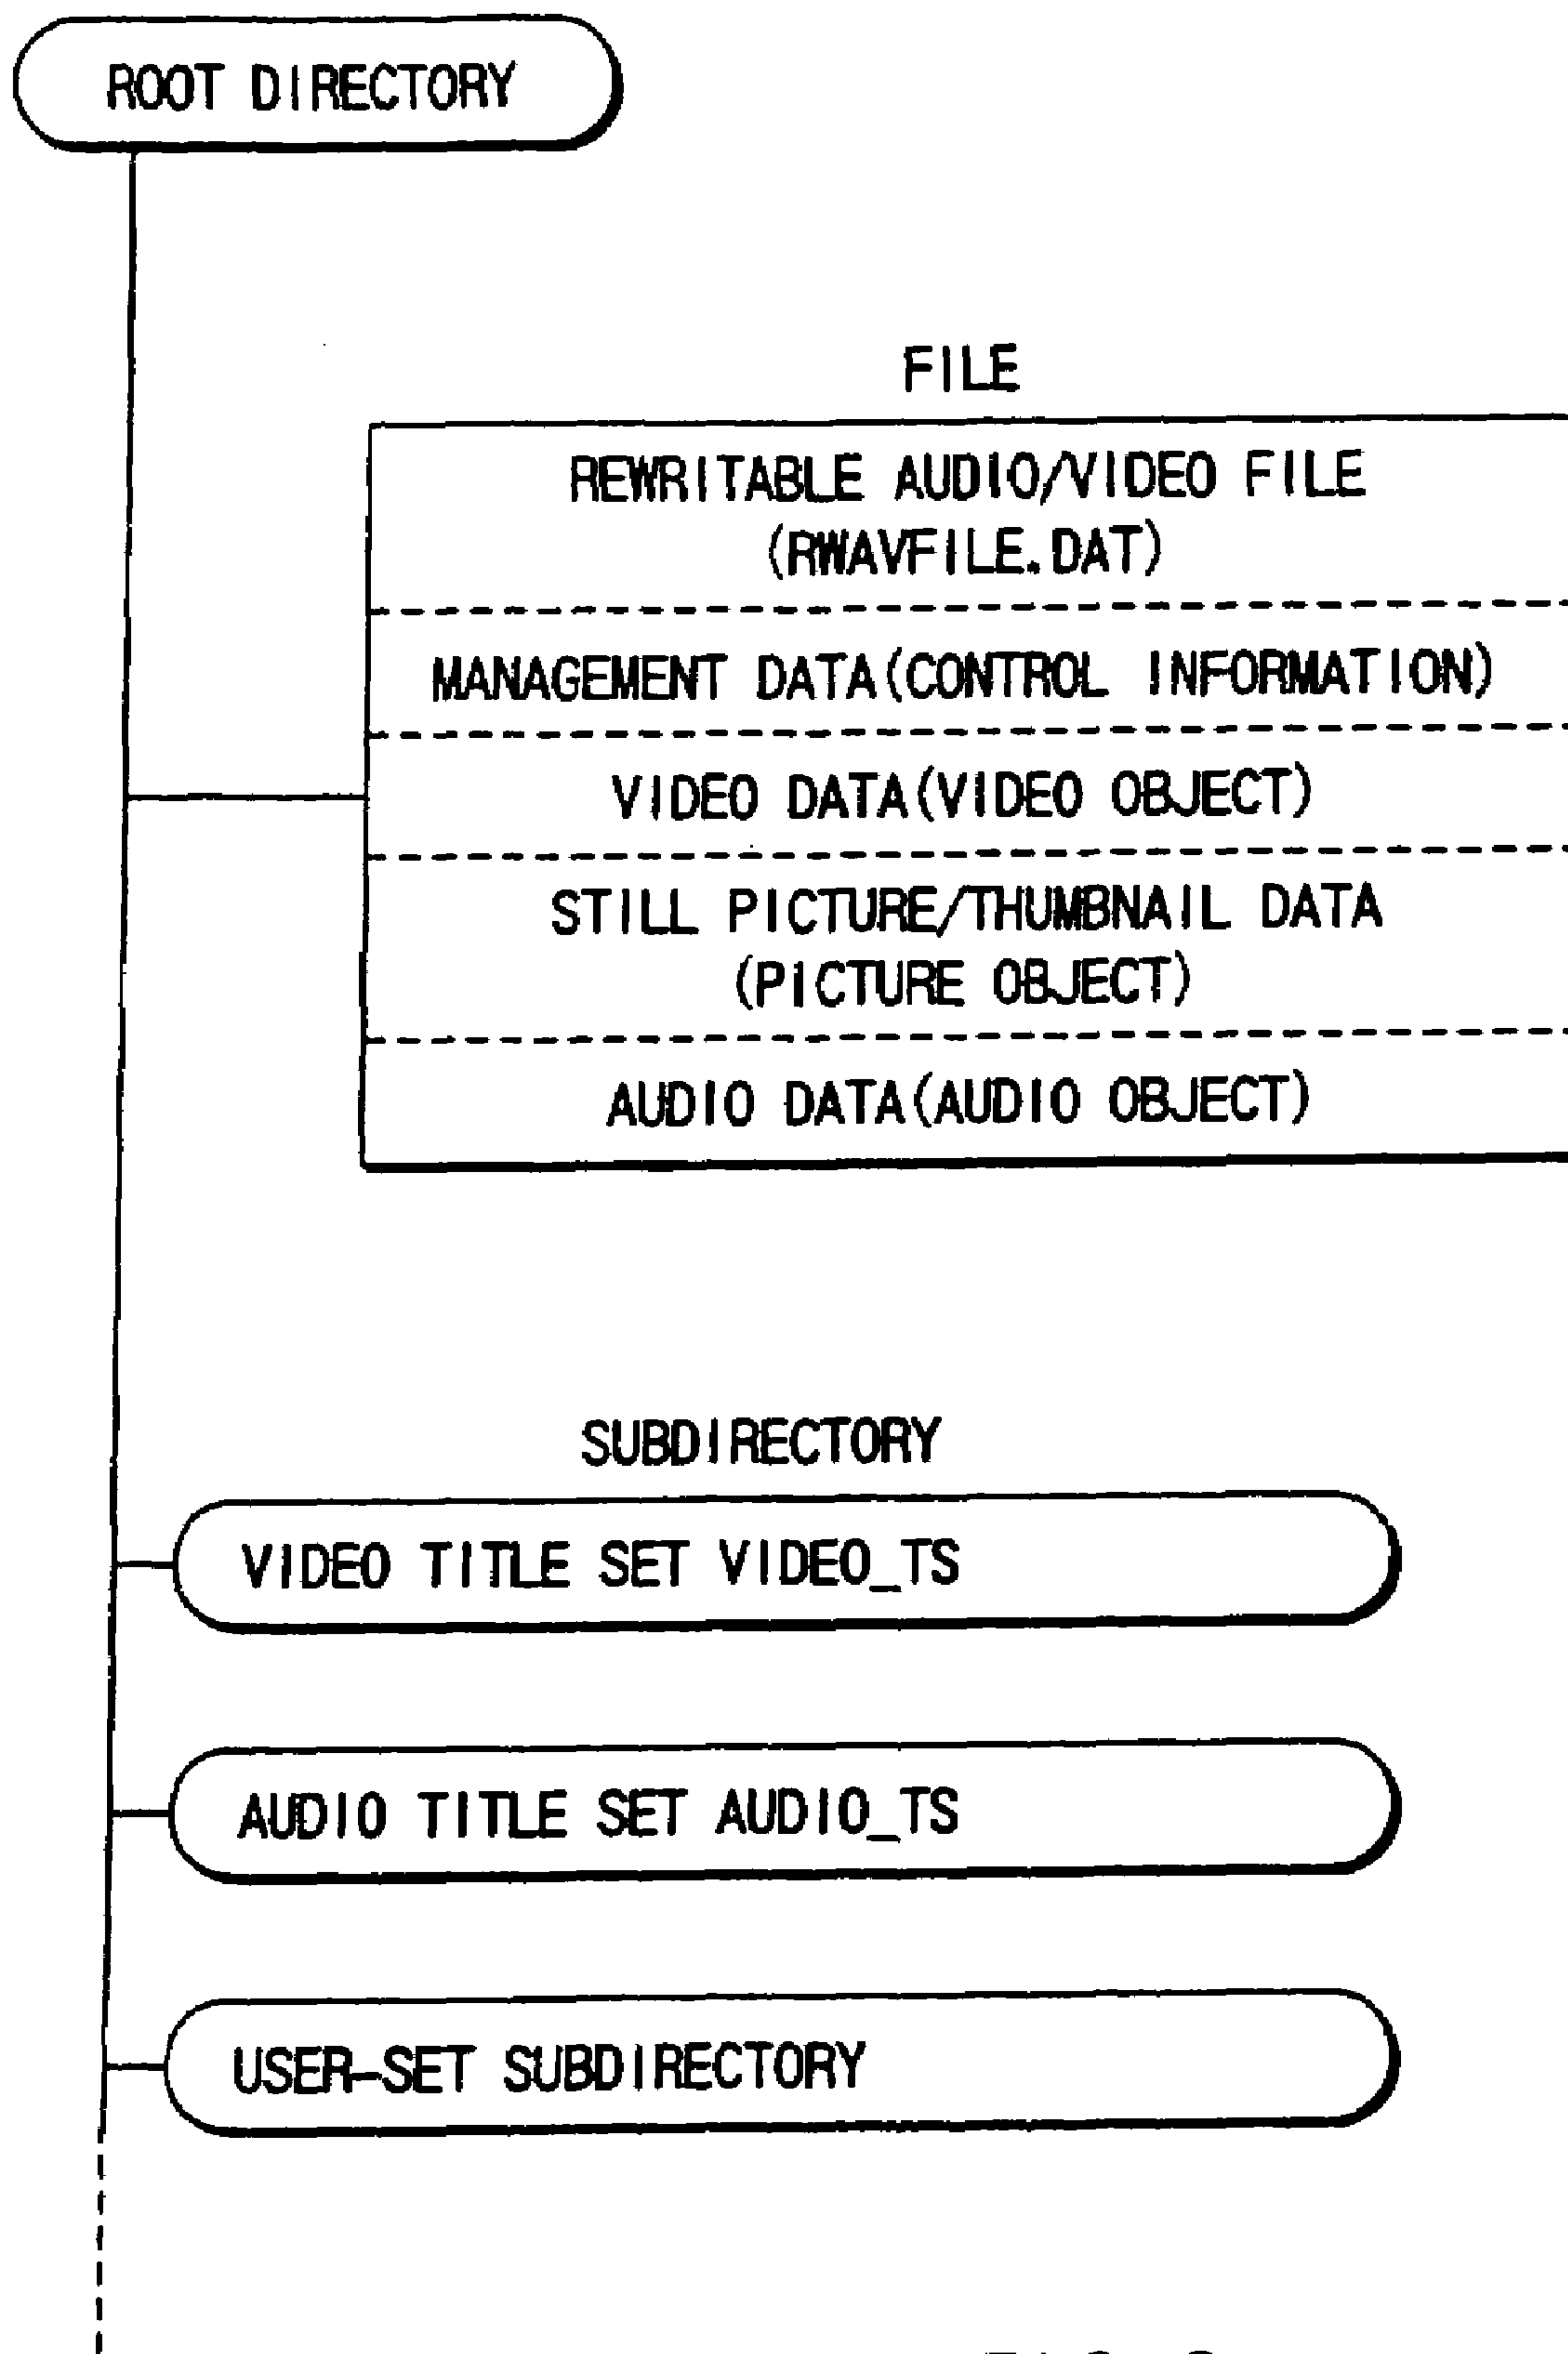 ROOT DIRECTORY
FILE
REWRITABLE AUDIO/VIDEO FILE
(RWAVFILE.DAT)
MANAGEMENT DATA(CONTROL INFORMATION)
VIDEO DATA(VIDEO OBJECT)
STILL PICTURE/THUMBNAIL DATA
(PICTURE OBJECT)
AUDIO DATA(AUDIO OBJECT)
SUBDIRECTORY
VIDEO TITLE SET VIDEO_TS
AUDIO TITLE SET AUDIO_TS
USER-SET SUBDIRECTORY